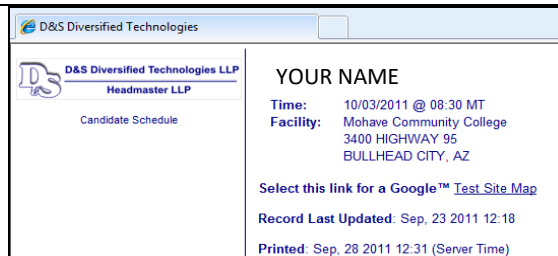 D&S Diversified Technologies
DS
D&S Diversified Technologies LLP
Headmaster LLP
Candidate Schedule
YOUR NAME
Time: 10/03/2011 @ 08:30 MT
Facility: Mohave Community College
3400 HIGHWAY 95
BULLHEAD CITY, AZ
Select this link for a Google™ Test Site Map
Record Last Updated: Sep, 23 2011 12:18
Printed: Sep, 28 2011 12:31 (Server Time)